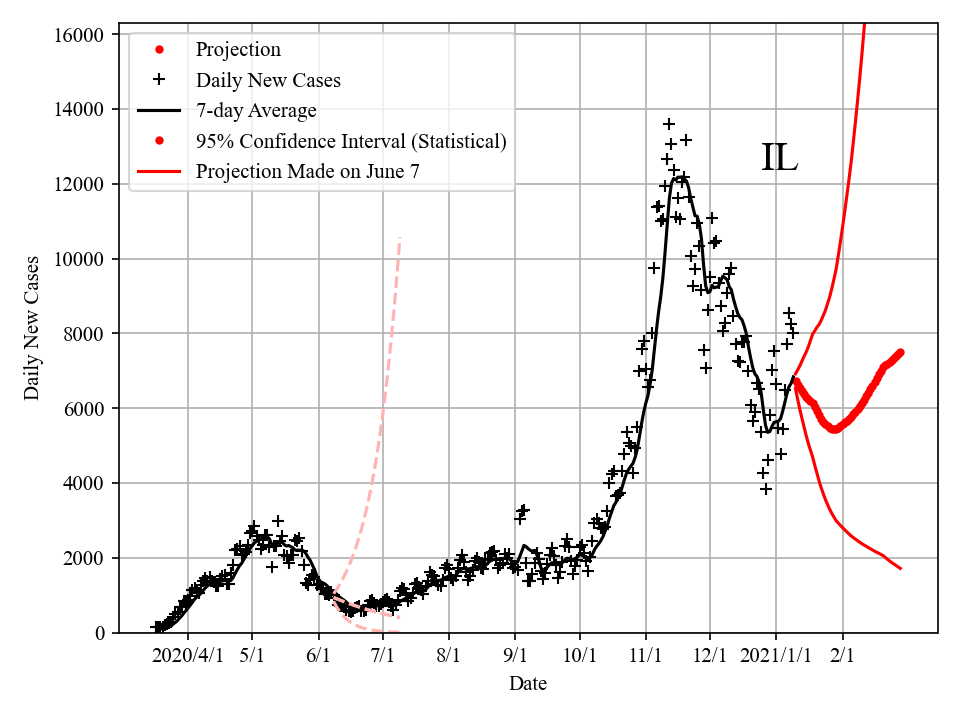 16000
14000
12000
10000
8000
6000
4000
2000
0
Daily New Cases
Projection
Daily New Cases
7-day Average
95% Confidence Interval (Statistical)
Projection Made on June 7
IL
2020/4/1 5/1 6/1 7/1 8/1 9/1 10/1 11/1 12/1 2021/1/1 2/1
Date